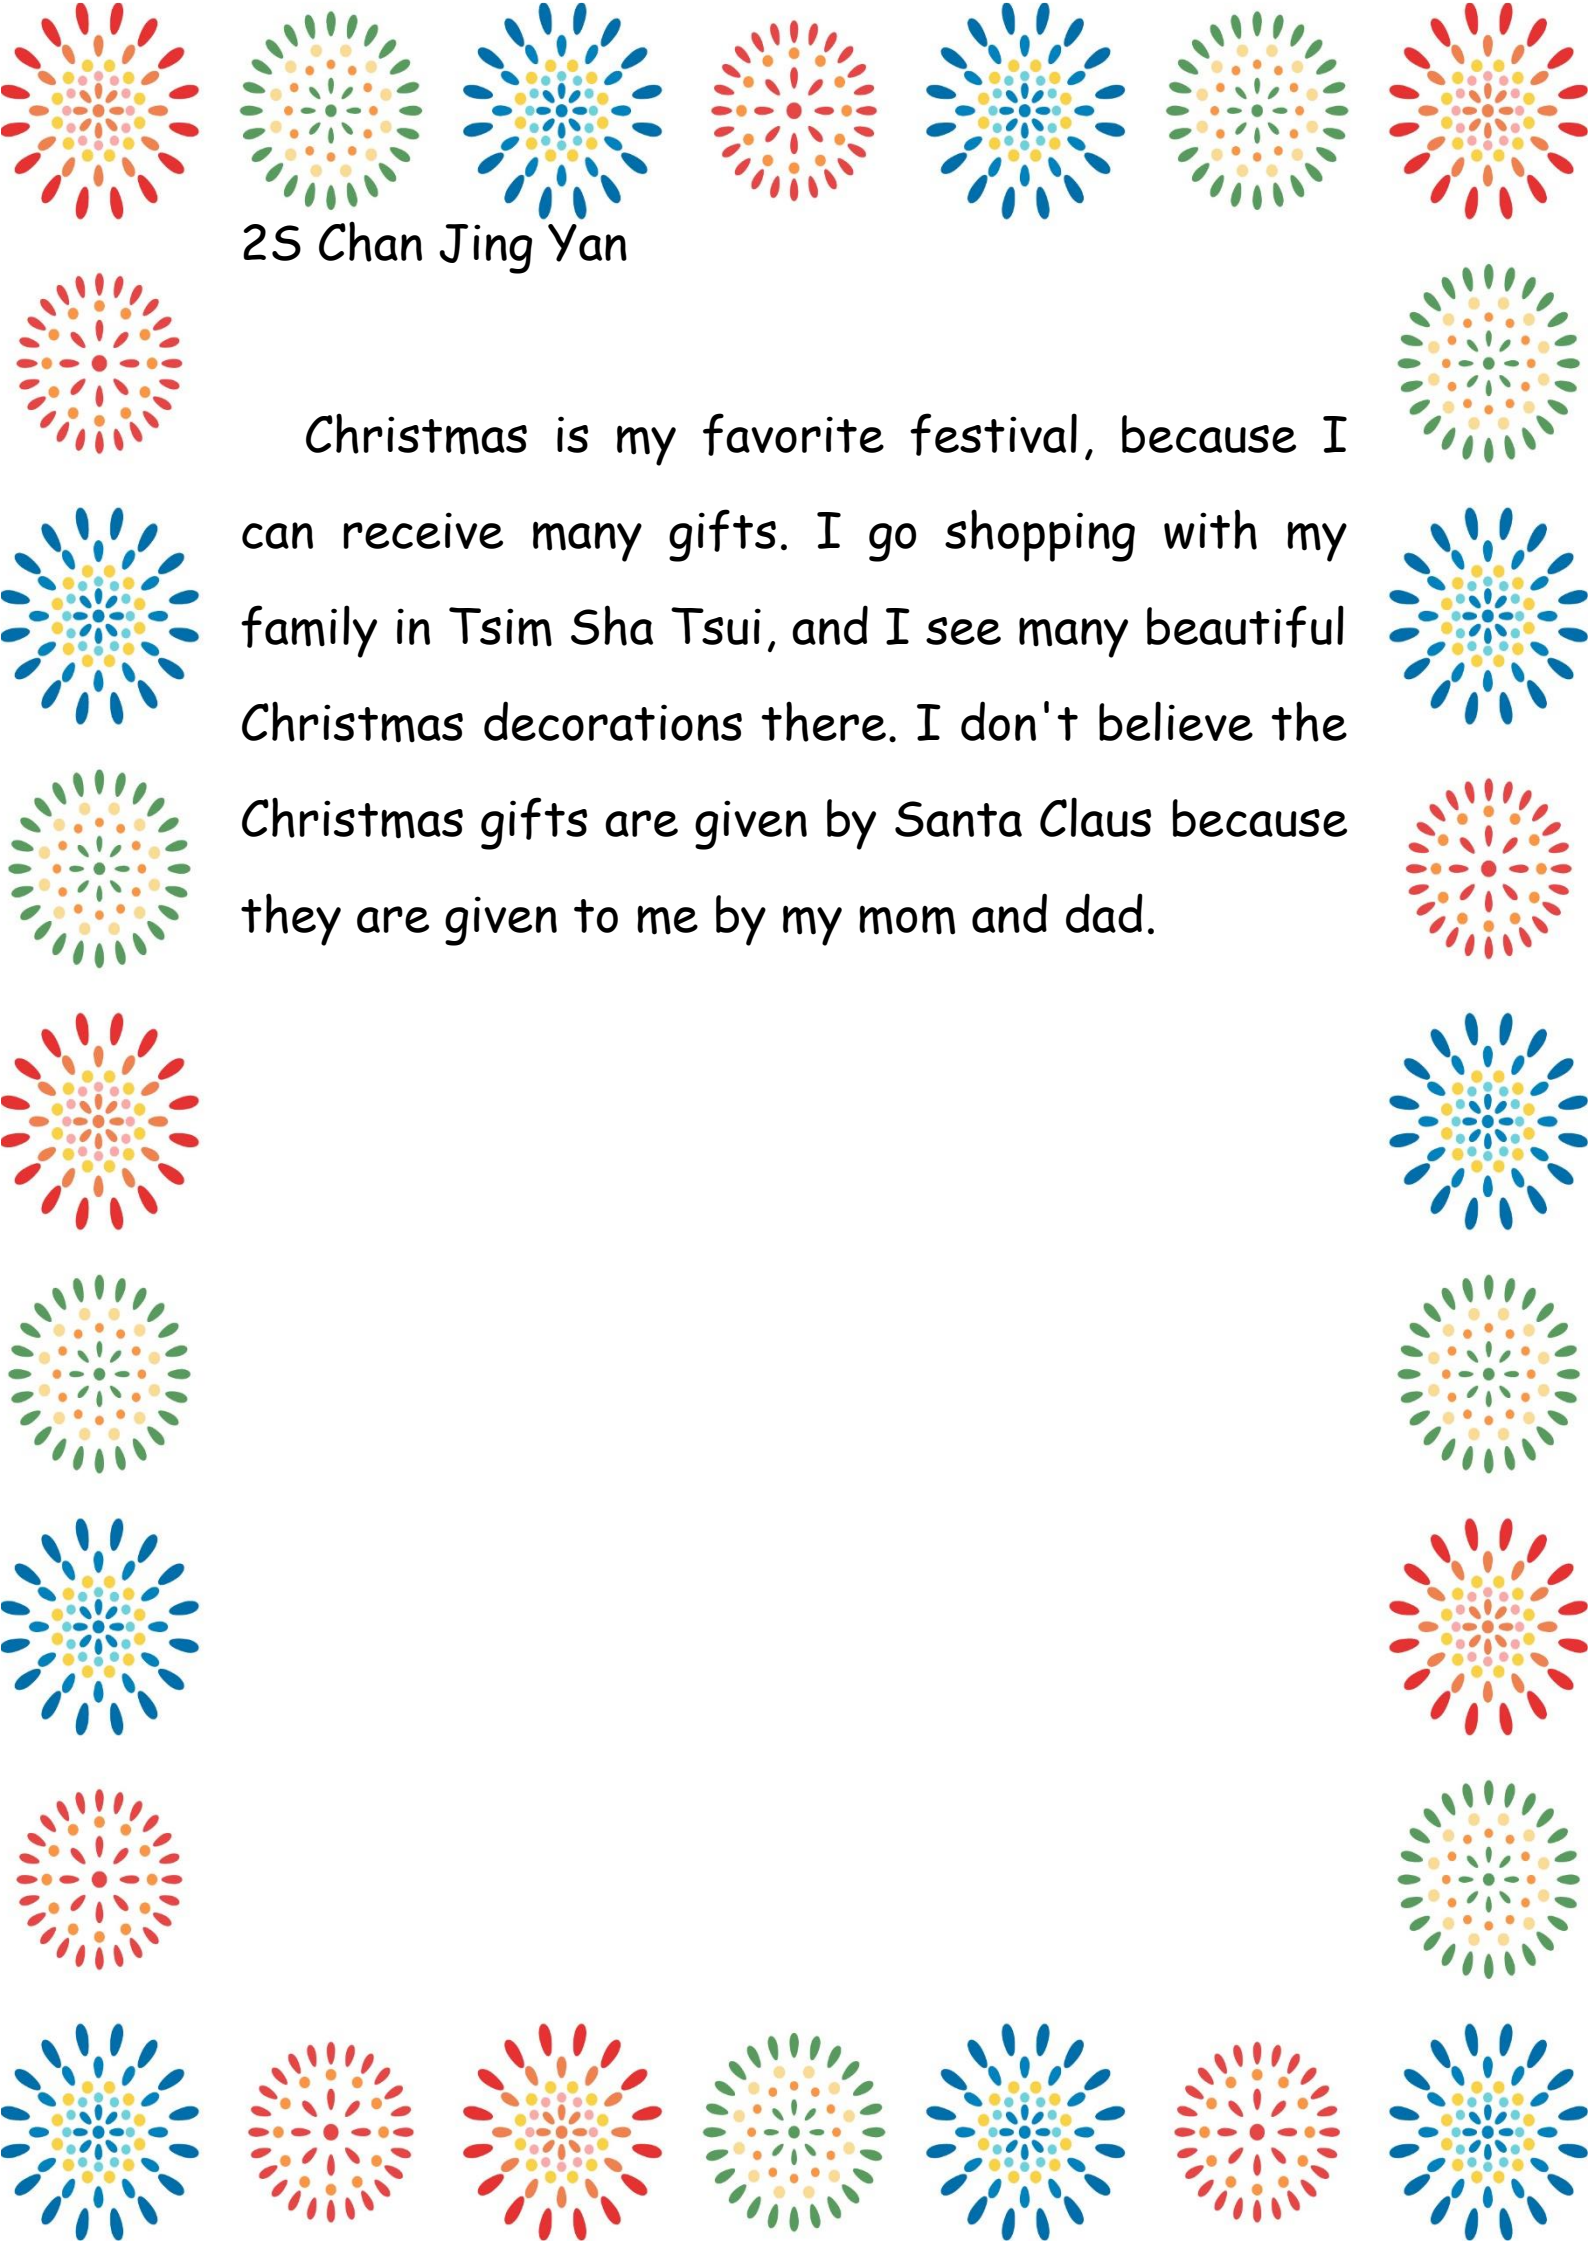 2S Chan Jing Yan
Christmas is my favorite festival, because I
can receive many gifts. I go shopping with my
family in Tsim Sha Tsui, and I see many beautiful
Christmas decorations there. I don't believe the
Christmas gifts are given by Santa Claus because
they are given to me by my mom and dad.